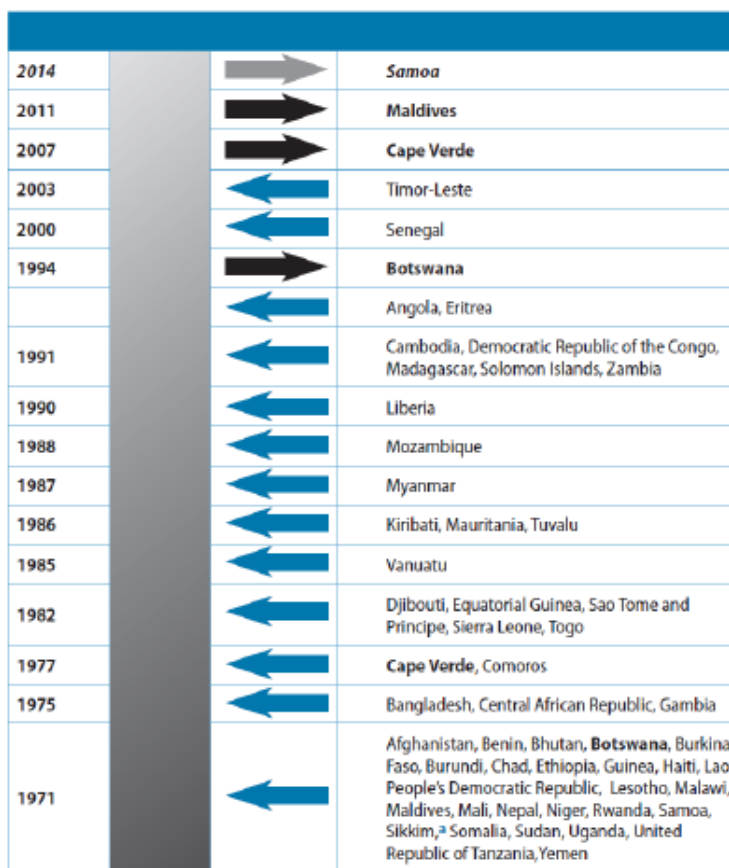 2014 Samoa
2011 Maldives
2007 Cape Verde
2003 Timor-Leste
2000 Senegal
1994 Botswana
Angola, Eritrea
1991 Cambodia, Democratic Republic of the Congo,
Madagascar, Solomon Islands, Zambia
1990 Liberia
1988 Mozambique
1987 Myanmar
1986 Kiribati, Mauritania, Tuvalu
1985 Vanuatu
1982 Djibouti, Equatorial Guinea, Sao Tome and
Principe, Sierra Leone, Togo
1977 Cape Verde, Comoros
1975 Bangladesh, Central African Republic, Gambia
1971 Afghanistan, Benin, Bhutan, Botswana, Burkina
Faso, Burundi, Chad, Ethiopia, Guinea, Haiti, Lao
People's Democratic Republic, Lesotho, Malawi,
Maldives, Mali, Nepal, Niger, Rwanda, Samoa,
Sikkim,ª Somalia, Sudan, Uganda, United
Republic of Tanzania, Yemen